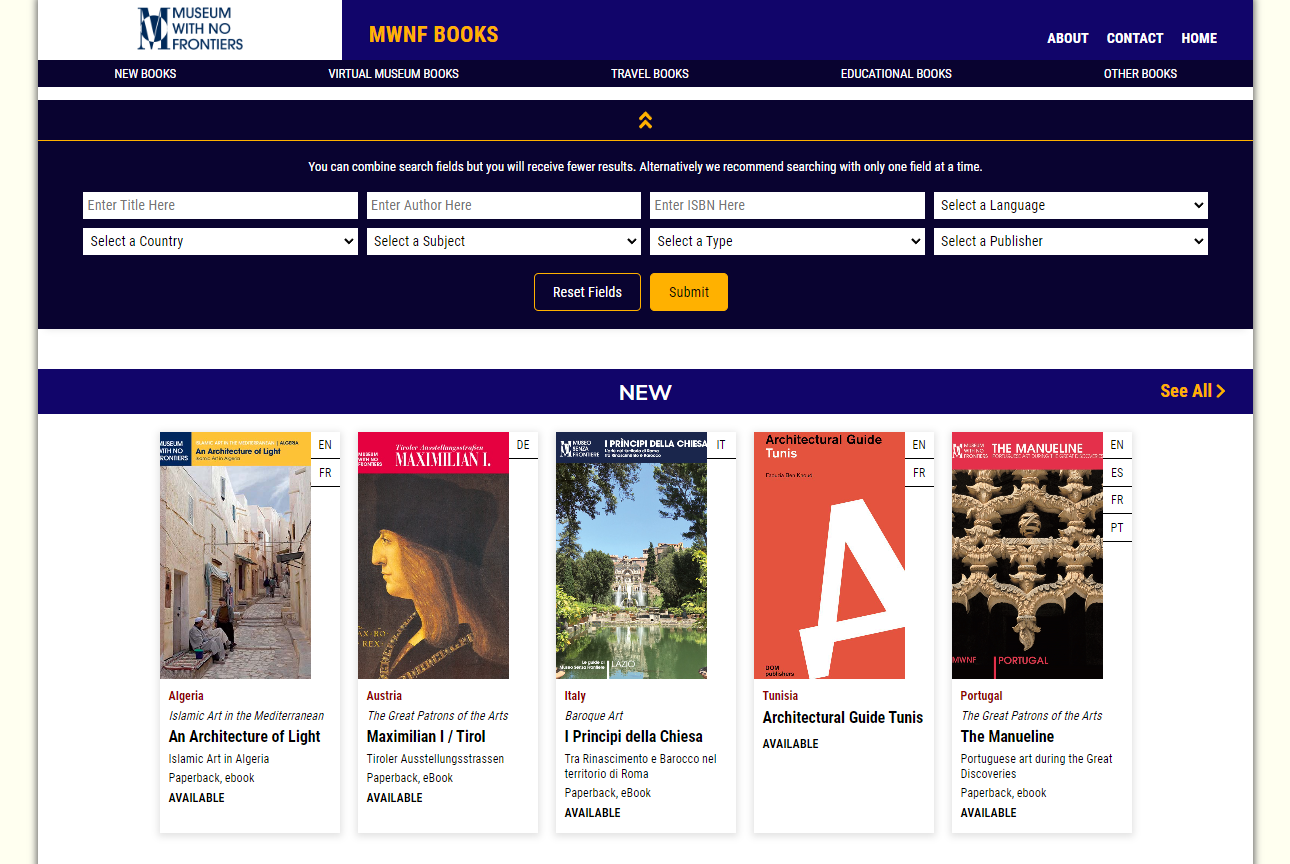 MUSEUM
WITH NO
FRONTIERS
MWNF BOOKS
ABOUT CONTACT HOME
NEW BOOKS VIRTUAL MUSEUM BOOKS TRAVEL BOOKS EDUCATIONAL BOOKS OTHER BOOKS
You can combine search fields but you will receive fewer results. Alternatively we recommend searching with only one field at a time.
Enter Title Here Enter Author Here Enter ISBN Here Select a Language
Select a Country Select a Subject Select a Type Select a Publisher
Reset Fields Submit
NEW
See All
MUSEUM
WITH NO
FRONTIERS
ISLAMIC ART IN THE MEDITERRANEAN | ALGERIA
An Architecture of Light
Islamic Art in Algeria
EN
FR
Algeria
Islamic Art in the Mediterranean
An Architecture of Light
Islamic Art in Algeria
Paperback, ebook
AVAILABLE
MUSEUM
WITH NO
FRONTIERS
Tiroler Ausstellungsstraßen
MAXIMILIAN I.
DE
Austria
The Great Patrons of the Arts
Maximilian I / Tirol
Tiroler Ausstellungsstrassen
Paperback, eBook
AVAILABLE
MUSEO
SENZA
FRONTIERE
I PRÌNCIPI DELLA CHIESA
Le guide di
Museo Senza Frontiere
LAZIO
IT
Italy
Baroque Art
I Principi della Chiesa
Tra Rinascimento e Barocco nel
territorio di Roma
Paperback, eBook
AVAILABLE
Architectural Guide
Tunis
DOM
publishers
EN
FR
Tunisia
Architectural Guide Tunis
AVAILABLE
MUSEUM
WITH NO
FRONTIERS
THE MANUELINE
MWNF PORTUGAL
EN
ES
FR
PT
Portugal
The Great Patrons of the Arts
The Manueline
Portuguese art during the Great
Discoveries
Paperback, ebook
AVAILABLE